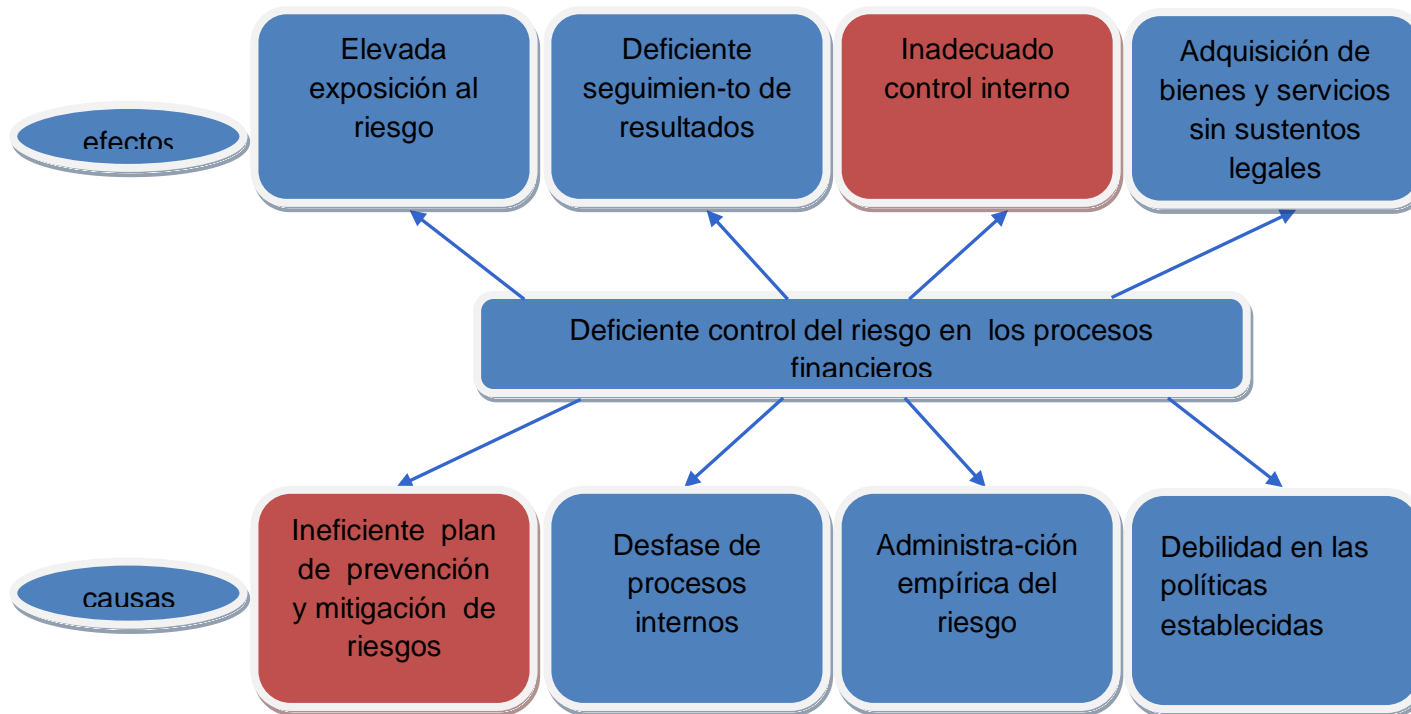 Elevada
exposición al
riesgo
Deficiente
seguimien-to de
resultados
Inadecuado
control interno
Adquisición de
bienes y servicios
sin sustentos
legales
efectos
Deficiente control del riesgo en  los procesos
financieros
Ineficiente  plan
de  prevención
y mitigación  de
riesgos
Desfase de
procesos
internos
Administra-ción
empírica del
riesgo
Debilidad en las
políticas
establecidas
causas